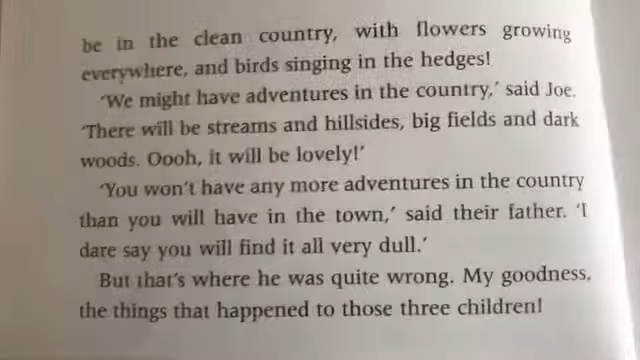 be in the clean country, with flowers growing
everywhere, and birds singing in the hedges!
‘We might have adventures in the country,’ said Joe.
‘There will be streams and hillsides, big fields and dark
woods. Oooh, it will be lovely!’
‘You won’t have any more adventures in the country
than you will have in the town,’ said their father. ‘I
dare say you will find it all very dull.’
But that’s where he was quite wrong. My goodness,
the things that happened to those three children!